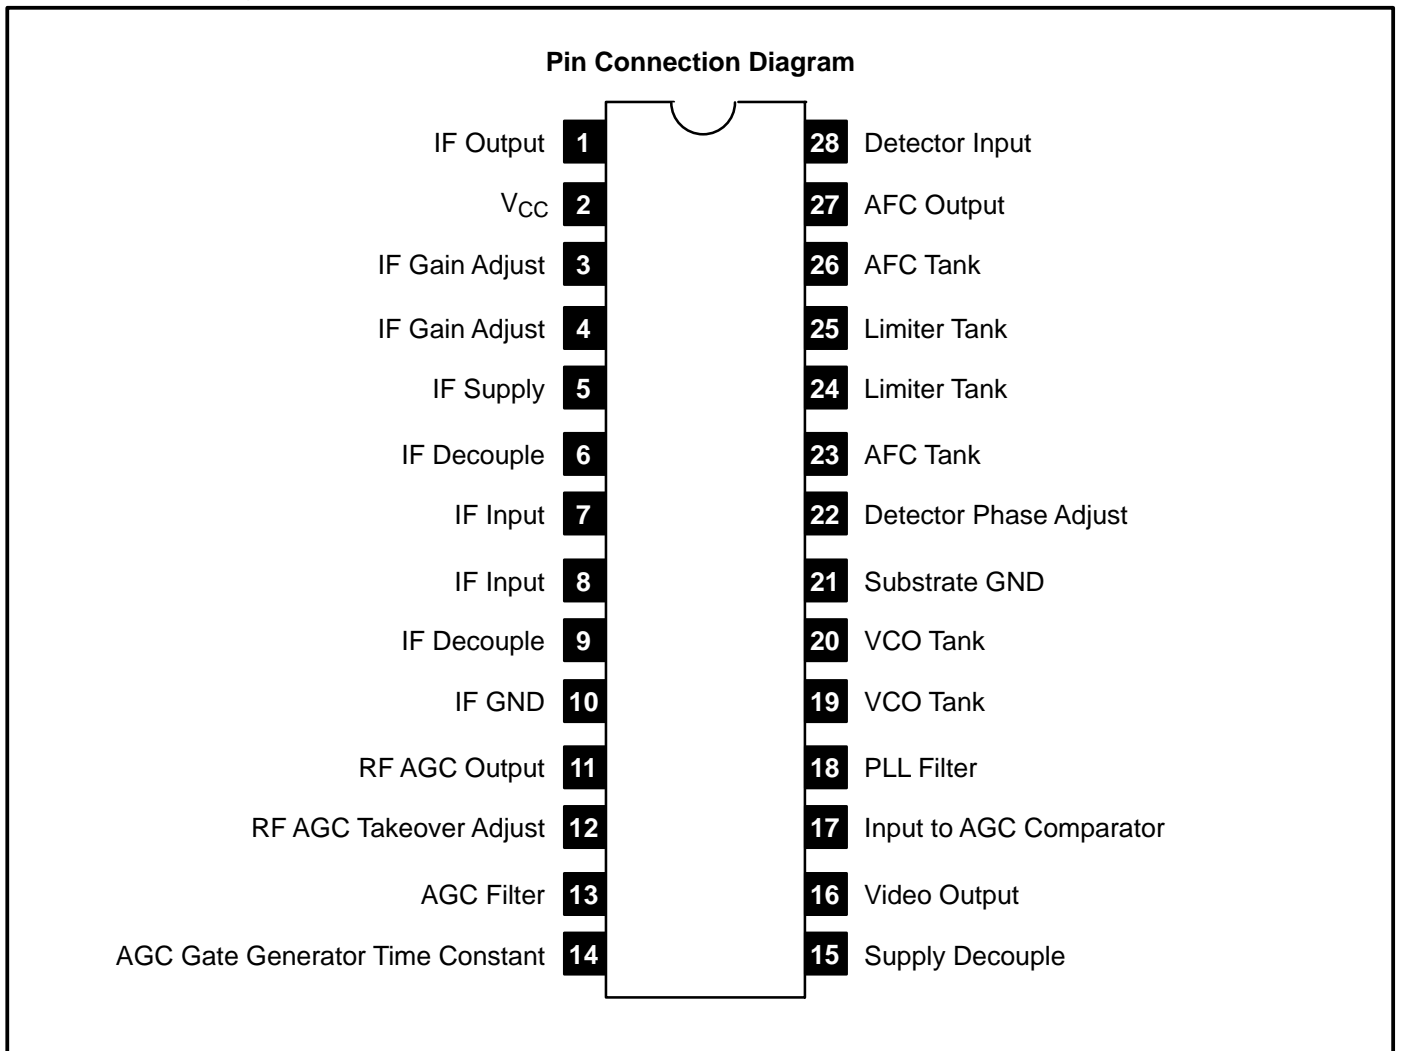 Pin Connection Diagram
IF Output 1 28 Detector Input
VCC 2 27 AFC Output
IF Gain Adjust 3 26 AFC Tank
IF Gain Adjust 4 25 Limiter Tank
IF Supply 5 24 Limiter Tank
IF Decouple 6 23 AFC Tank
IF Input 7 22 Detector Phase Adjust
IF Input 8 21 Substrate GND
IF Decouple 9 20 VCO Tank
IF GND 10 19 VCO Tank
RF AGC Output 11 18 PLL Filter
RF AGC Takeover Adjust 12 17 Input to AGC Comparator
AGC Filter 13 16 Video Output
AGC Gate Generator Time Constant 14 15 Supply Decouple